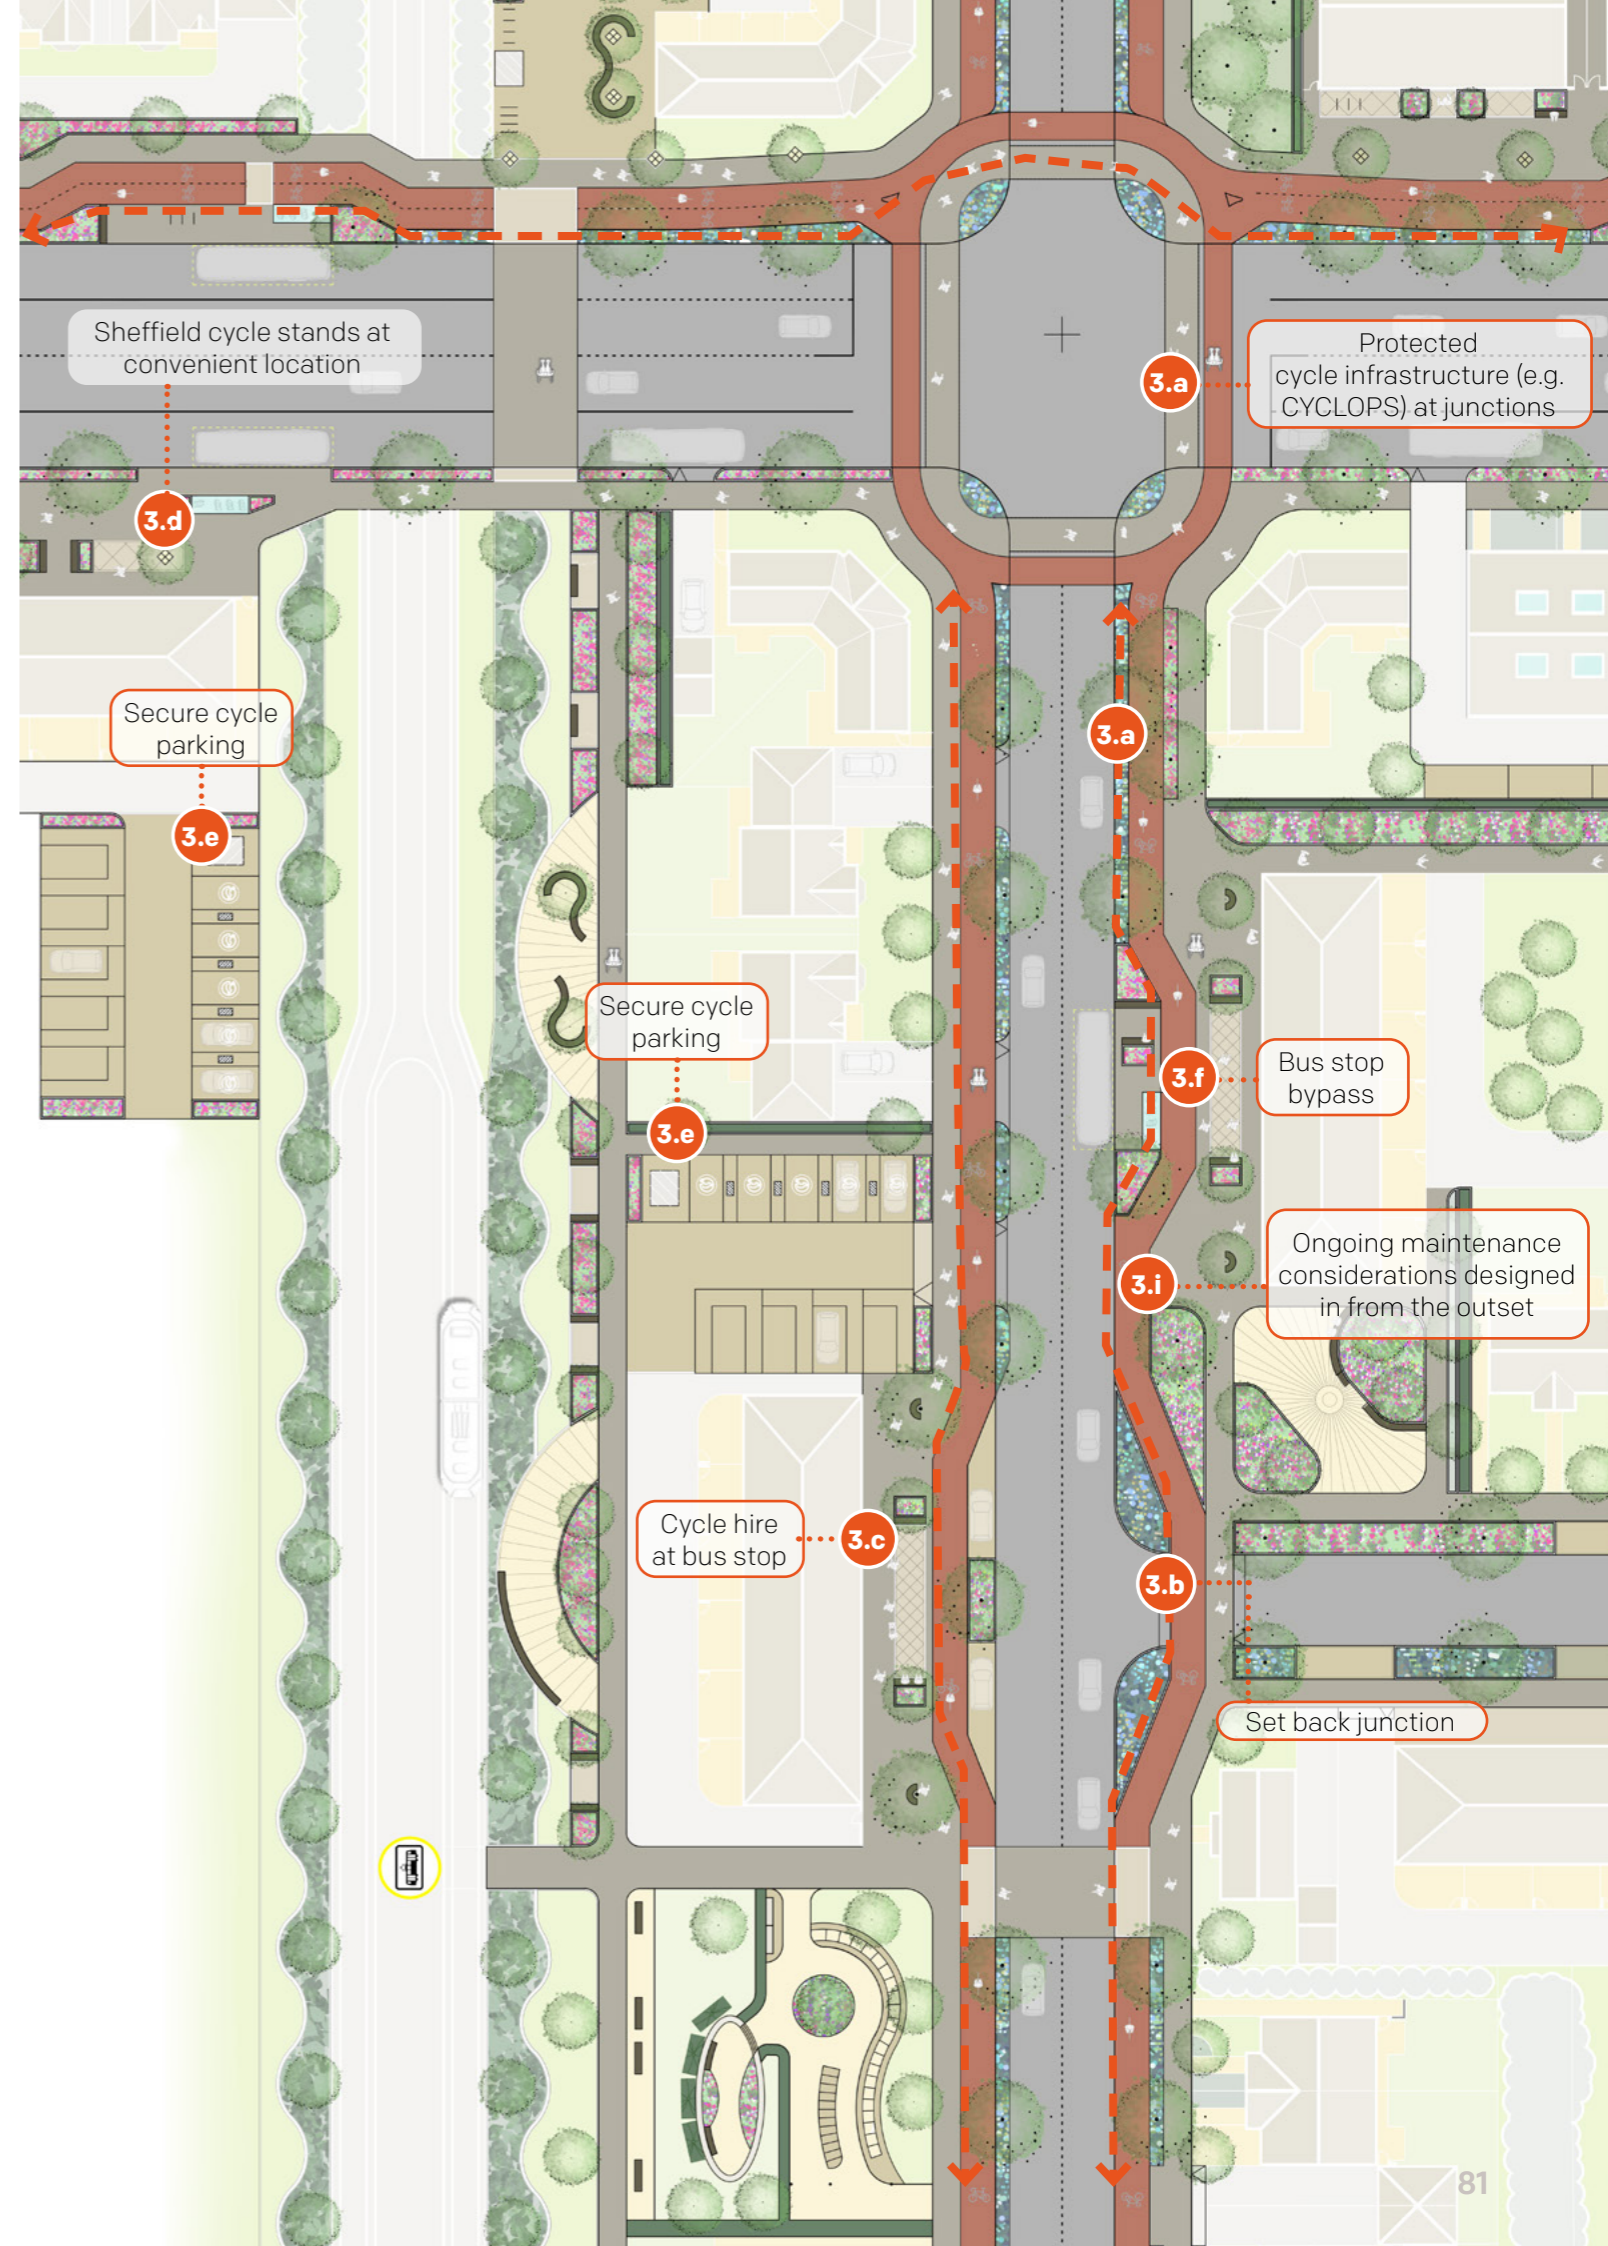 Sheffield cycle stands at
convenient location
3.d
Protected
cycle infrastructure (e.g.
CYCLOPS) at junctions
3.a
Secure cycle
parking
3.e
3.a
Secure cycle
parking
3.e
Bus stop
bypass
3.f
Ongoing maintenance
considerations designed
in from the outset
3.i
Cycle hire
at bus stop
3.c
3.b
Set back junction
81